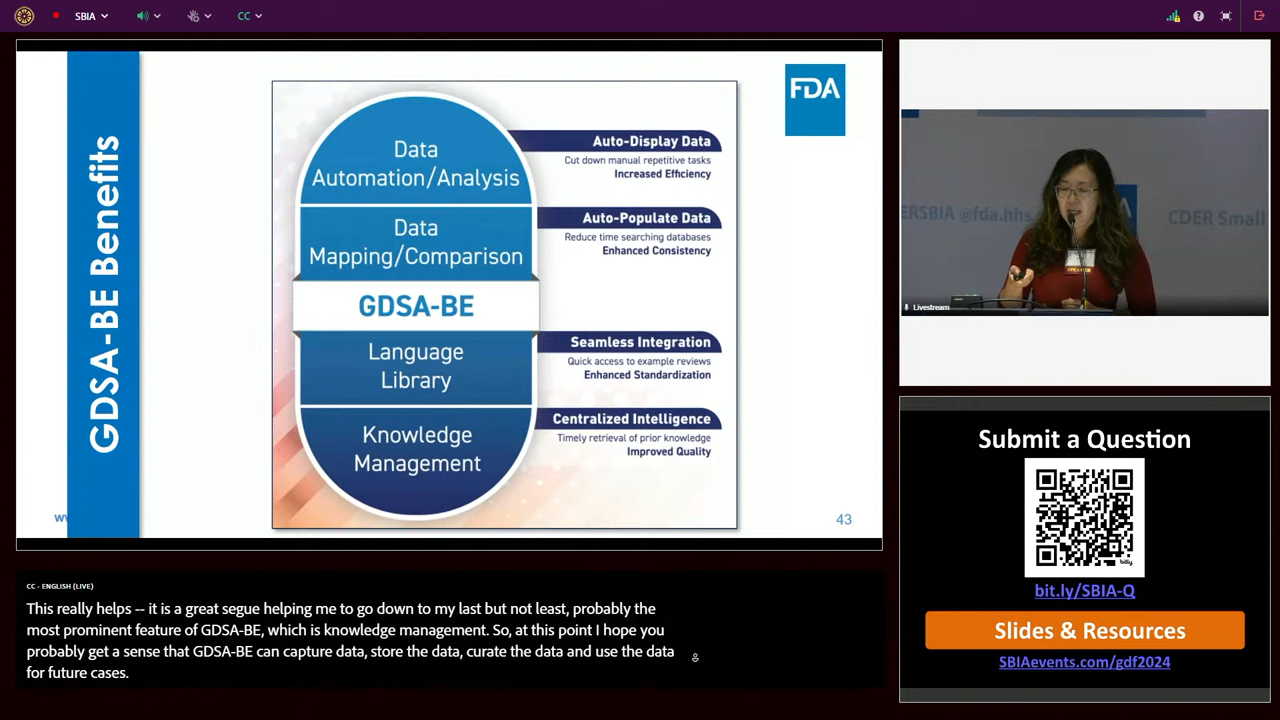 SBIA
CC
GDSA-BE Benefits
FDA
Data
Automation/Analysis
Data
Mapping/Comparison
GDSA-BE
Language
Library
Knowledge
Management
Auto-Display Data
Cut down manual repetitive tasks
Increased Efficiency
Auto-Populate Data
Reduce time searching databases
Enhanced Consistency
Seamless Integration
Quick access to example reviews
Enhanced Standardization
Centralized Intelligence
Timely retrieval of prior knowledge
Improved Quality
43
ERSBIA @fda.hhs.
CDER Small
SPEAKER
Livestream
Submit a Question
bitly
bit.ly/SBIA-Q
Slides & Resources
SBIAevents.com/gdf2024
CC - ENGLISH (LIVE)
This really helps -- it is a great segue helping me to go down to my last but not least, probably the
most prominent feature of GDSA-BE, which is knowledge management. So, at this point I hope you
probably get a sense that GDSA-BE can capture data, store the data, curate the data and use the data
for future cases.